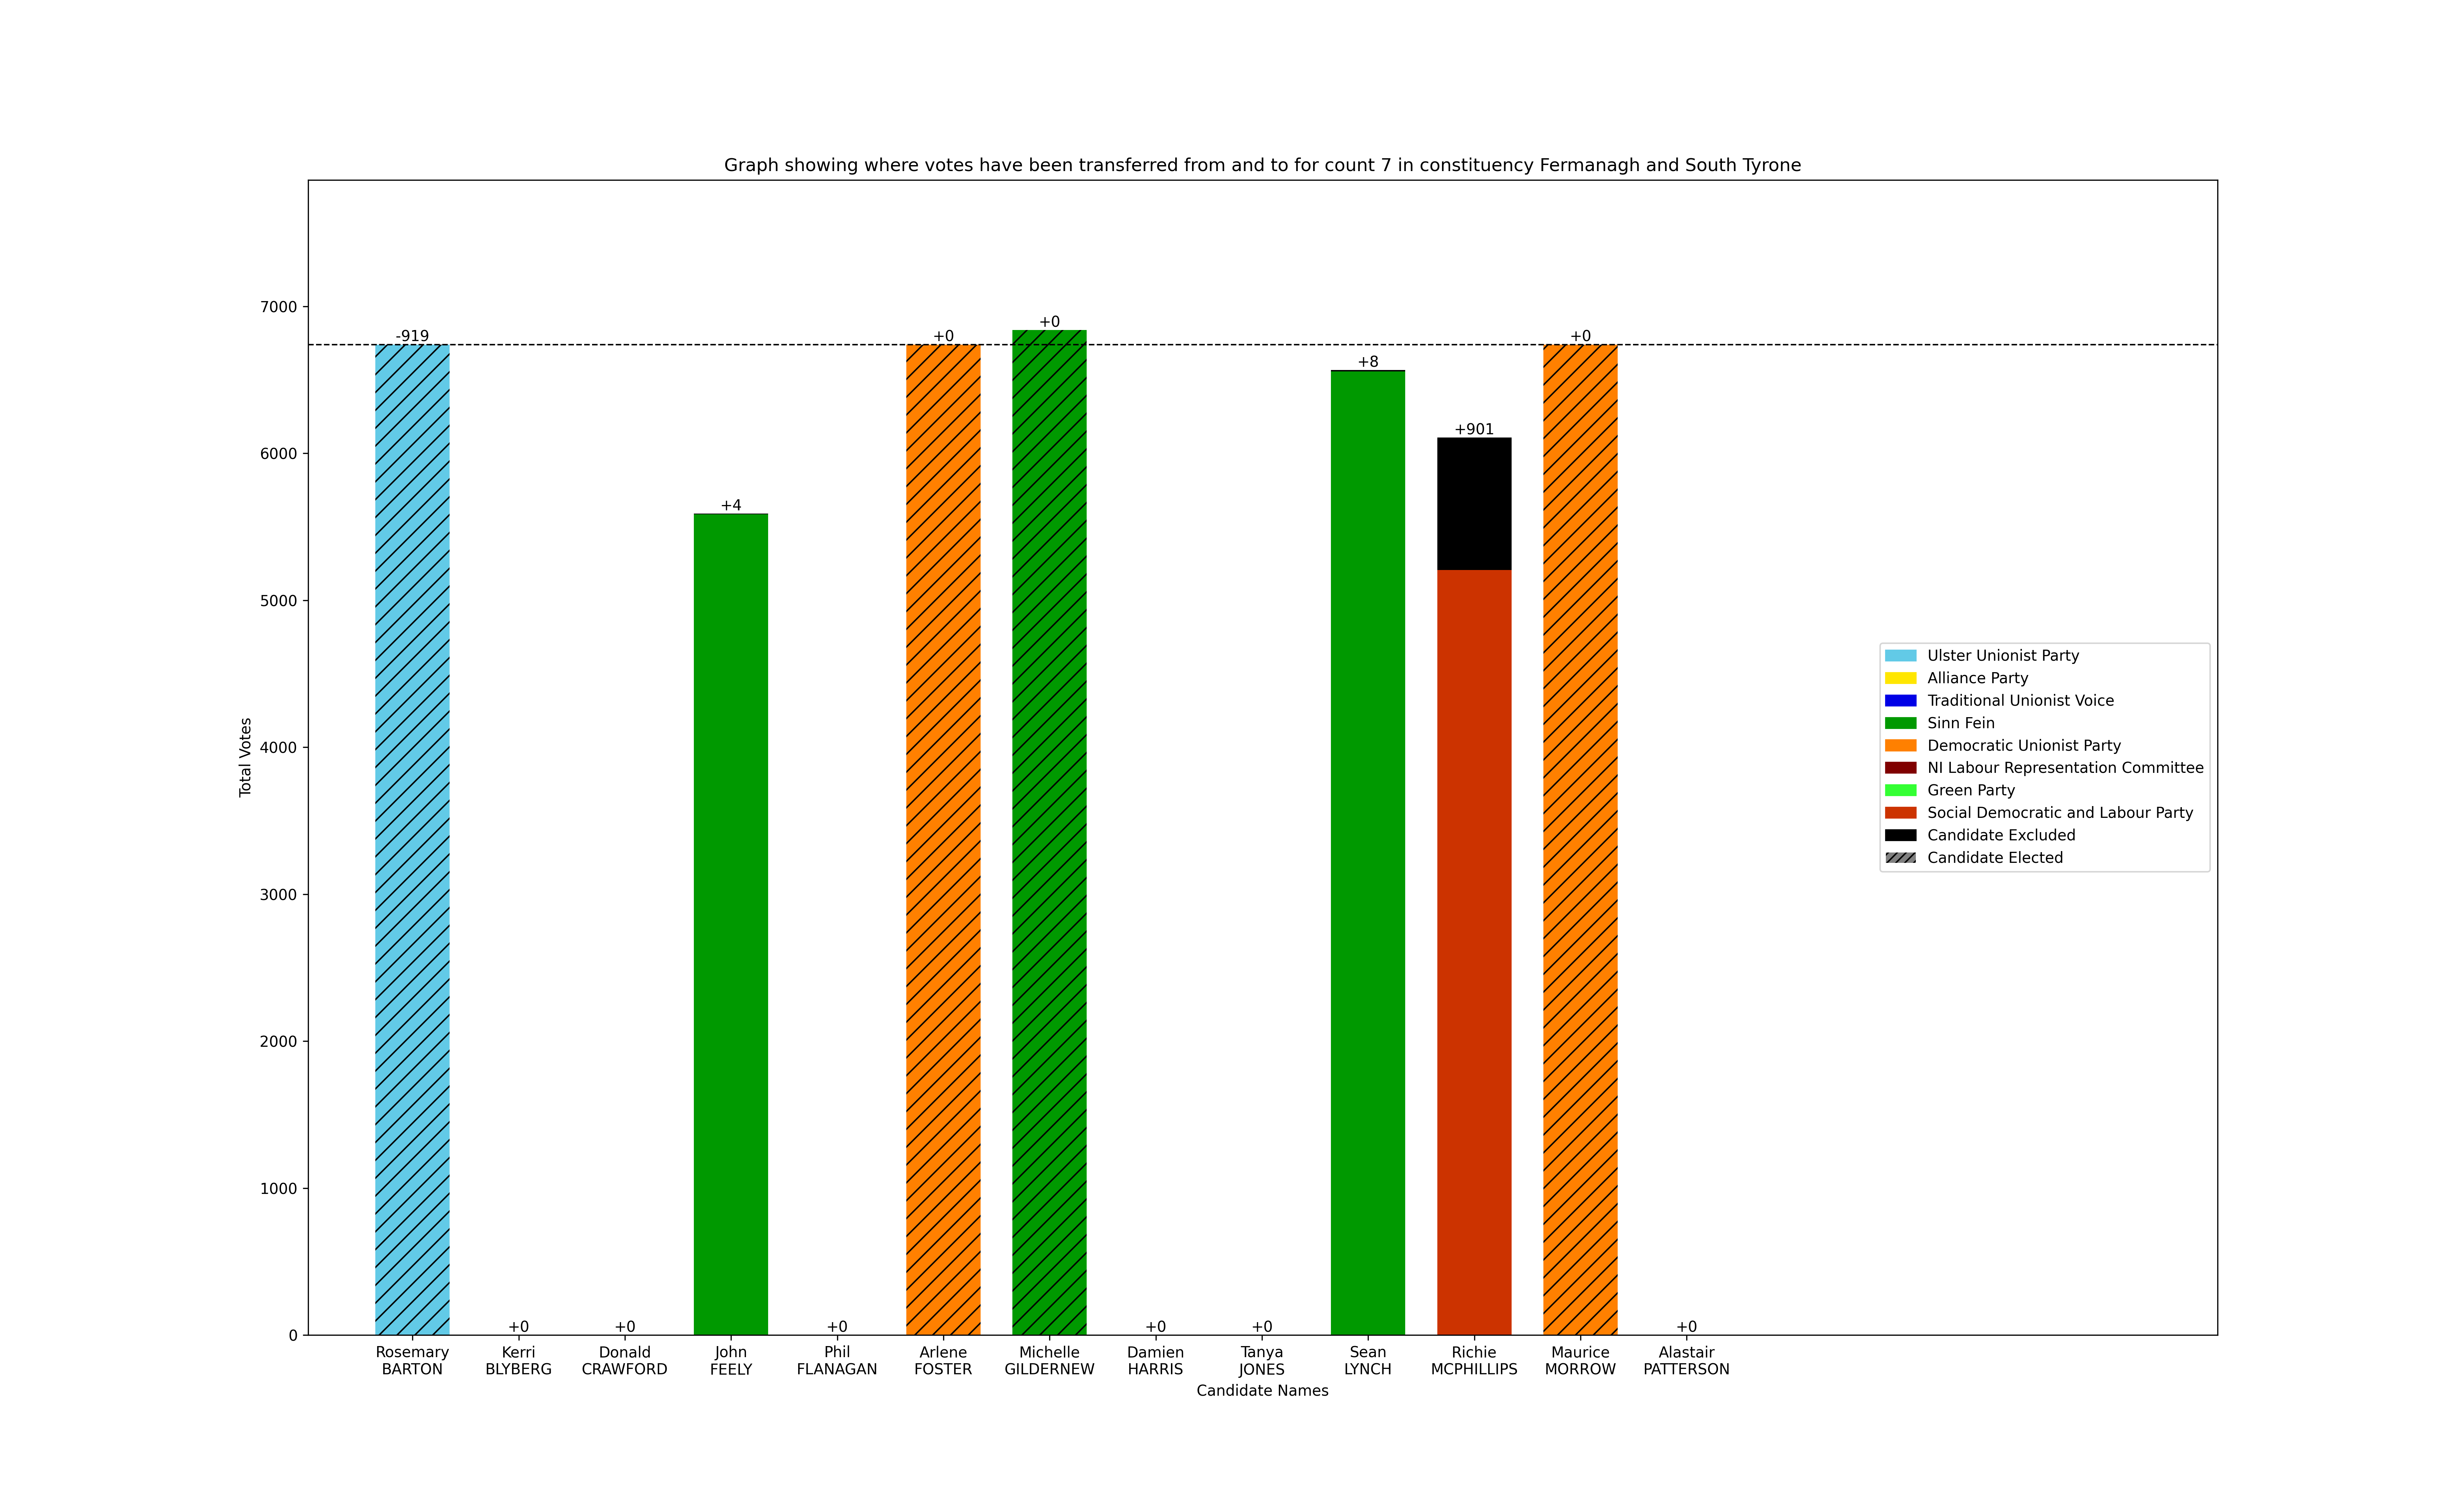 Graph showing where votes have been transferred from and to for count 7 in constituency Fermanagh and South Tyrone
Total Votes
7000
6000
5000
4000
3000
2000
1000
0
-919
+0
+0
+4
+0
+0
+0
+0
+0
+8
+901
+0
+0
Rosemary
BARTON
Kerri
BLYBERG
Donald
CRAWFORD
John
FEELY
Phil
FLANAGAN
Arlene
FOSTER
Michelle
GILDERNEW
Damien
HARRIS
Tanya
JONES
Sean
LYNCH
Richie
MCPHILLIPS
Maurice
MORROW
Alastair
PATTERSON
Candidate Names
Ulster Unionist Party
Alliance Party
Traditional Unionist Voice
Sinn Fein
Democratic Unionist Party
NI Labour Representation Committee
Green Party
Social Democratic and Labour Party
Candidate Excluded
Candidate Elected